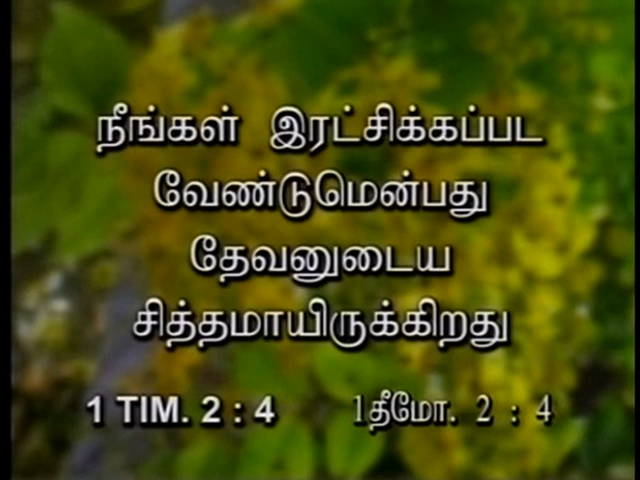 நீங்கள் இரட்சிக்கப்பட
வேண்டுமென்பது
தேவனுடைய
சித்தமாயிருக்கிறது
1 TIM. 2 : 4 1தீமோ. 2 : 4